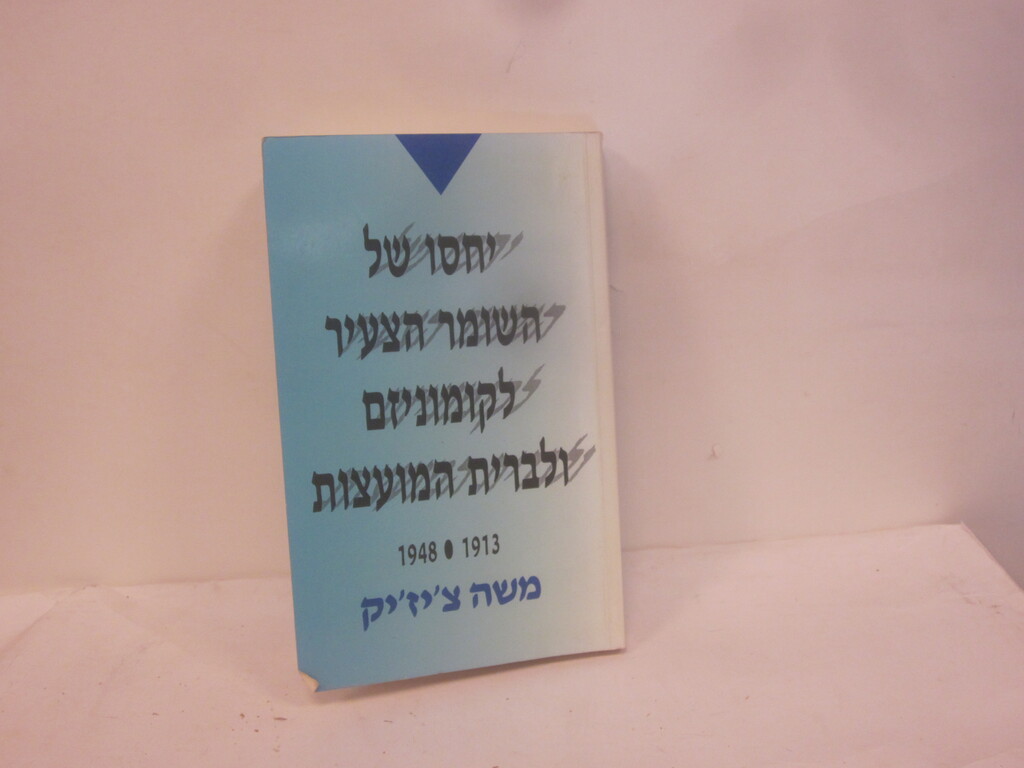 יחסו של
השומר הצעיר
לקומוניזם
ולברית המועצות
1948 • 1913
משה צ'יז'יק